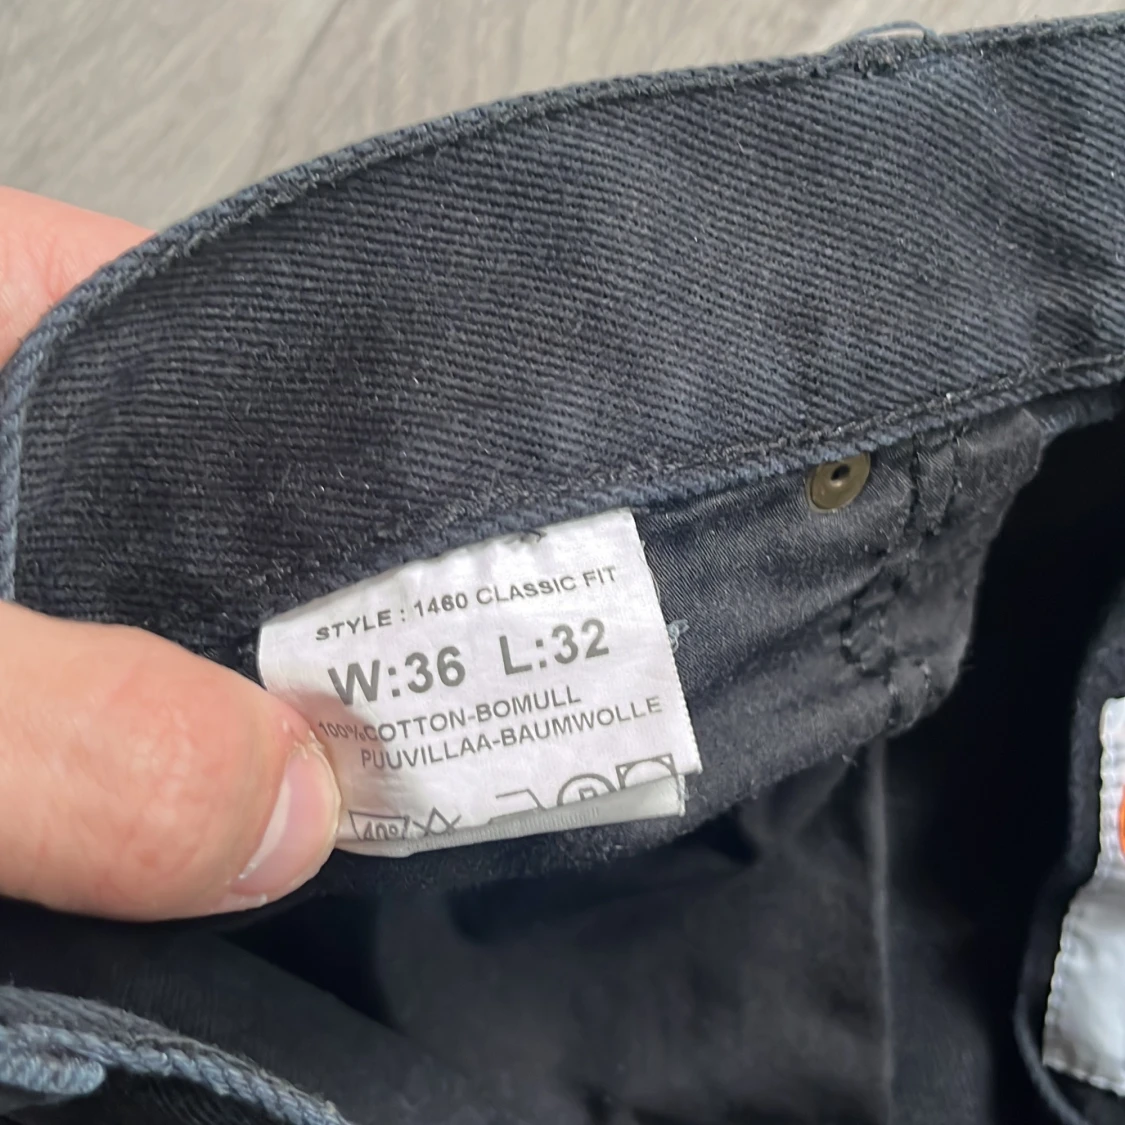 STYLE : 1460 CLASSIC FIT
W:36 L:32
100%COTTON-BOMULL
PUUVILLAA-BAUMWOLLE
40° P